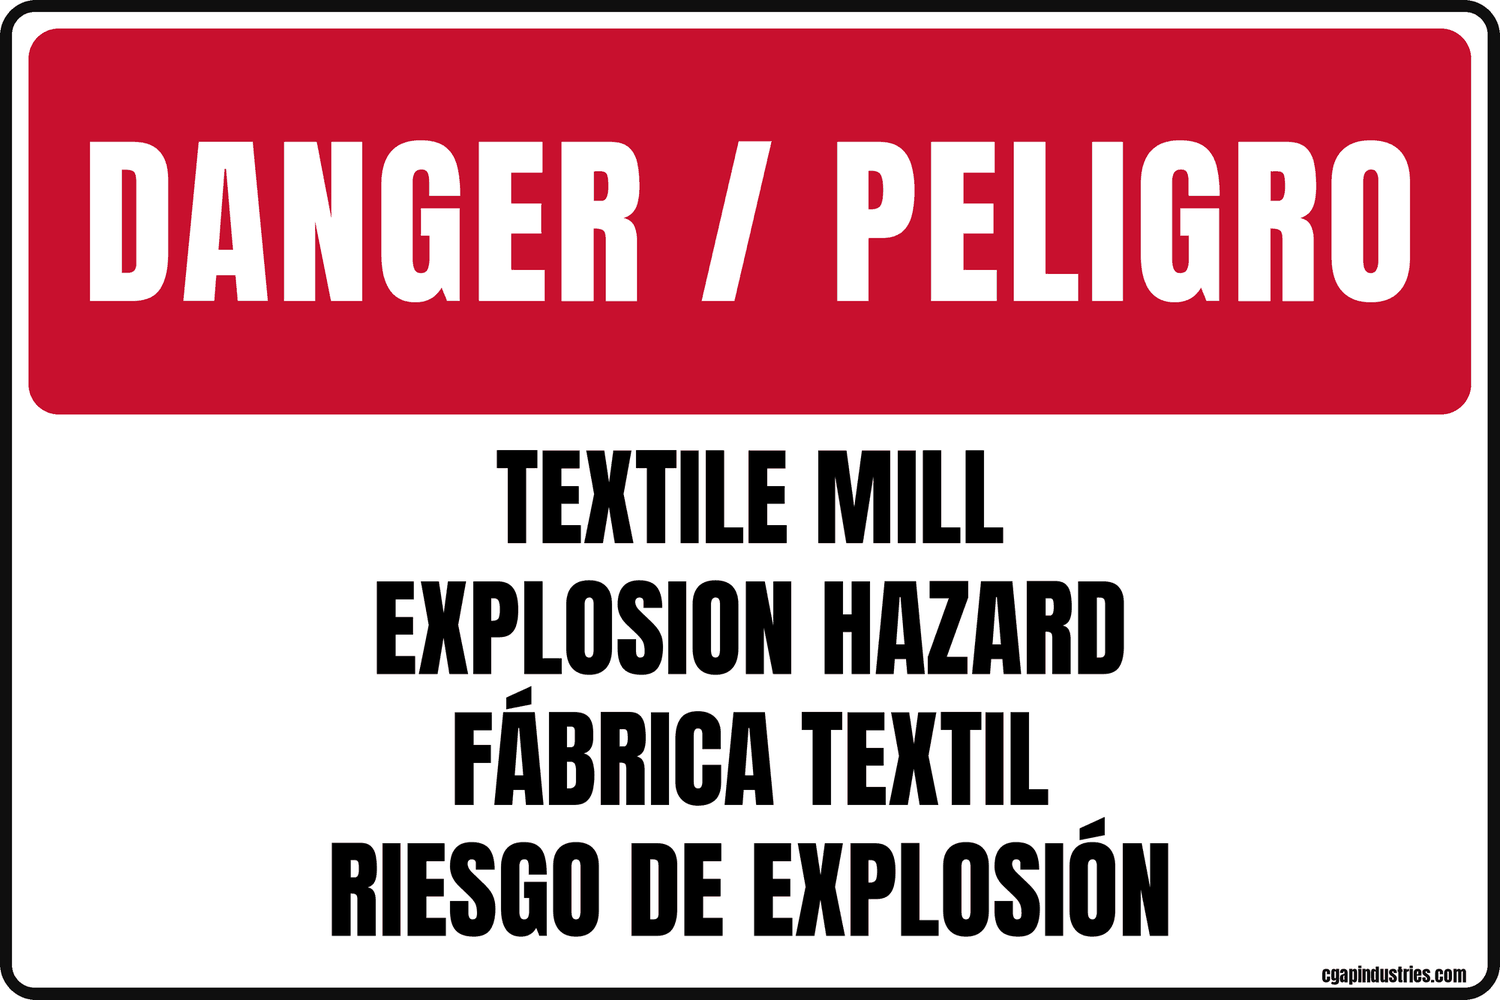 DANGER / PELIGRO
TEXTILE MILL
EXPLOSION HAZARD
FÁBRICA TEXTIL
RIESGO DE EXPLOSIÓN
cgapindustries.com